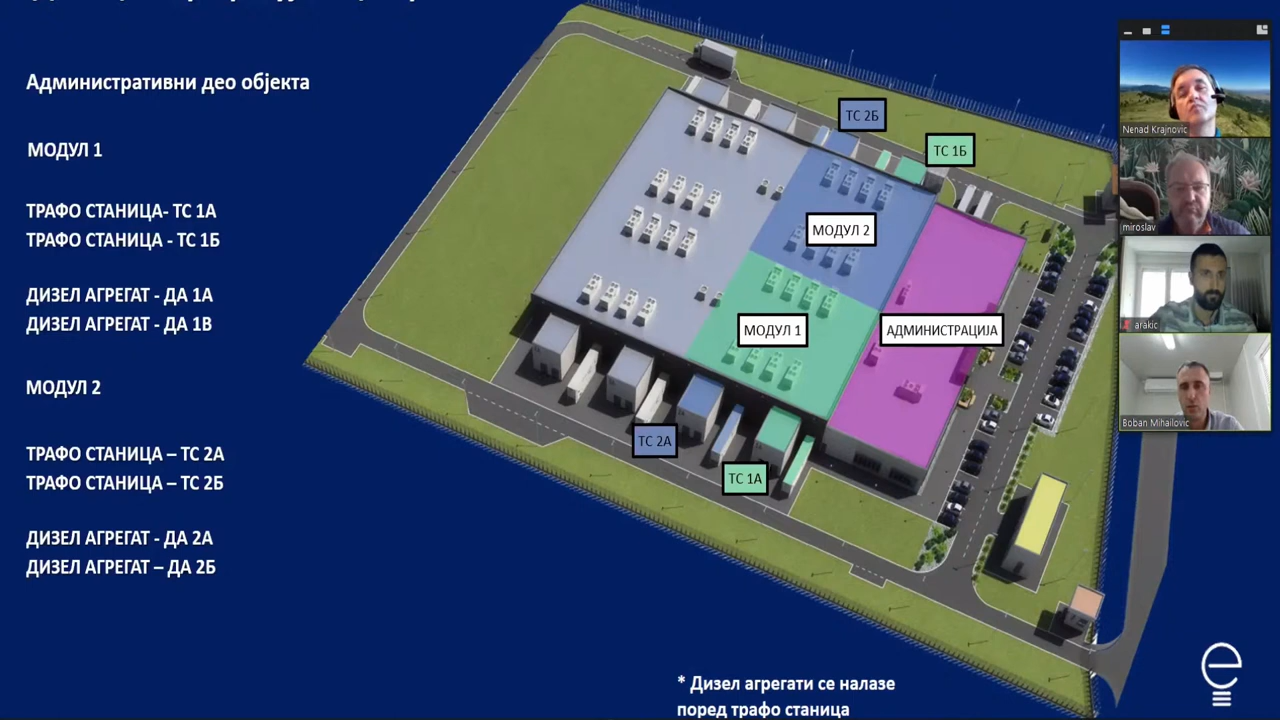 Административни део објекта
МОДУЛ 1
ТРАФО СТАНИЦА- ТС 1А
ТРАФО СТАНИЦА - ТС 1Б
ДИЗЕЛ АГРЕГАТ - ДА 1А
ДИЗЕЛ АГРЕГАТ - ДА 1В
МОДУЛ 2
ТРАФО СТАНИЦА – ТС 2А
ТРАФО СТАНИЦА – ТС 2Б
ДИЗЕЛ АГРЕГАТ - ДА 2А
ДИЗЕЛ АГРЕГАТ – ДА 2Б
ТС 2Б
ТС 1Б
МОДУЛ 2
МОДУЛ 1
АДМИНИСТРАЦИЈА
ТС 2А
ТС 1А
* Дизел агрегати се налазе
поред трафо станица
Nenad Krajnovic
miroslav
arakic
Boban Mihailovic